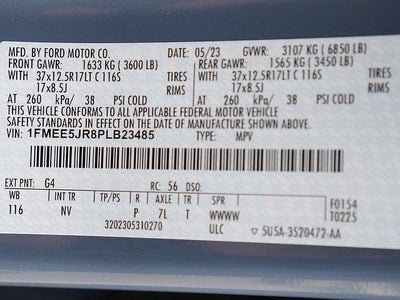 MFD. BY FORD MOTOR CO. 05/23 GVWR: 3107 KG (6850 LB)
FRONT GAWR: 1633 KG (3600 LB) REAR GAWR: 1565 KG (3450 LB)
WITH WITH
37x12.5R17LT C 116S TIRES 37x12.5R17LT C 116S TIRES
17x8.5J RIMS 17x8.5J RIMS
AT 260 kPa/ 38 PSI COLD AT 260 kPa/ 38 PSI COLD
THIS VEHICLE CONFORMS TO ALL APPLICABLE FEDERAL MOTOR VEHICLE
SAFETY STANDARDS IN EFFECT ON THE DATE OF MANUFACTURE SHOWN ABOVE.
VIN: 1FMEE5JR8PLB23485 TYPE: MPV
EXT PNT: G4 RC: 56 DSO: F0154
WB INT TR TP/PS R AXLE TR SPR T0225
116 NV P 7L T WWWW
3202305310270 ULC 5U5A-3520472-AA